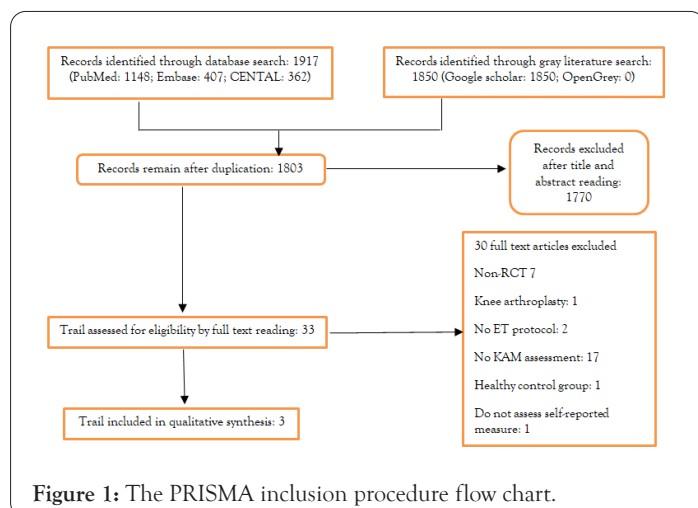 Records identified through database search: 1917
(PubMed: 1148; Embase: 407; CENTAL: 362)
Records identified through gray literature search:
1850 (Google scholar: 1850; OpenGrey: 0)
Records remain after duplication: 1803
Records excluded
after title and
abstract reading:
1770
30 full text articles excluded
Non-RCT 7
Knee arthroplasty: 1
No ET protocol: 2
No KAM assessment: 17
Healthy control group: 1
Do not assess self-reported
measure: 1
Trail assessed for eligibility by full text reading: 33
Trail included in qualitative synthesis: 3
Figure 1: The PRISMA inclusion procedure flow chart.